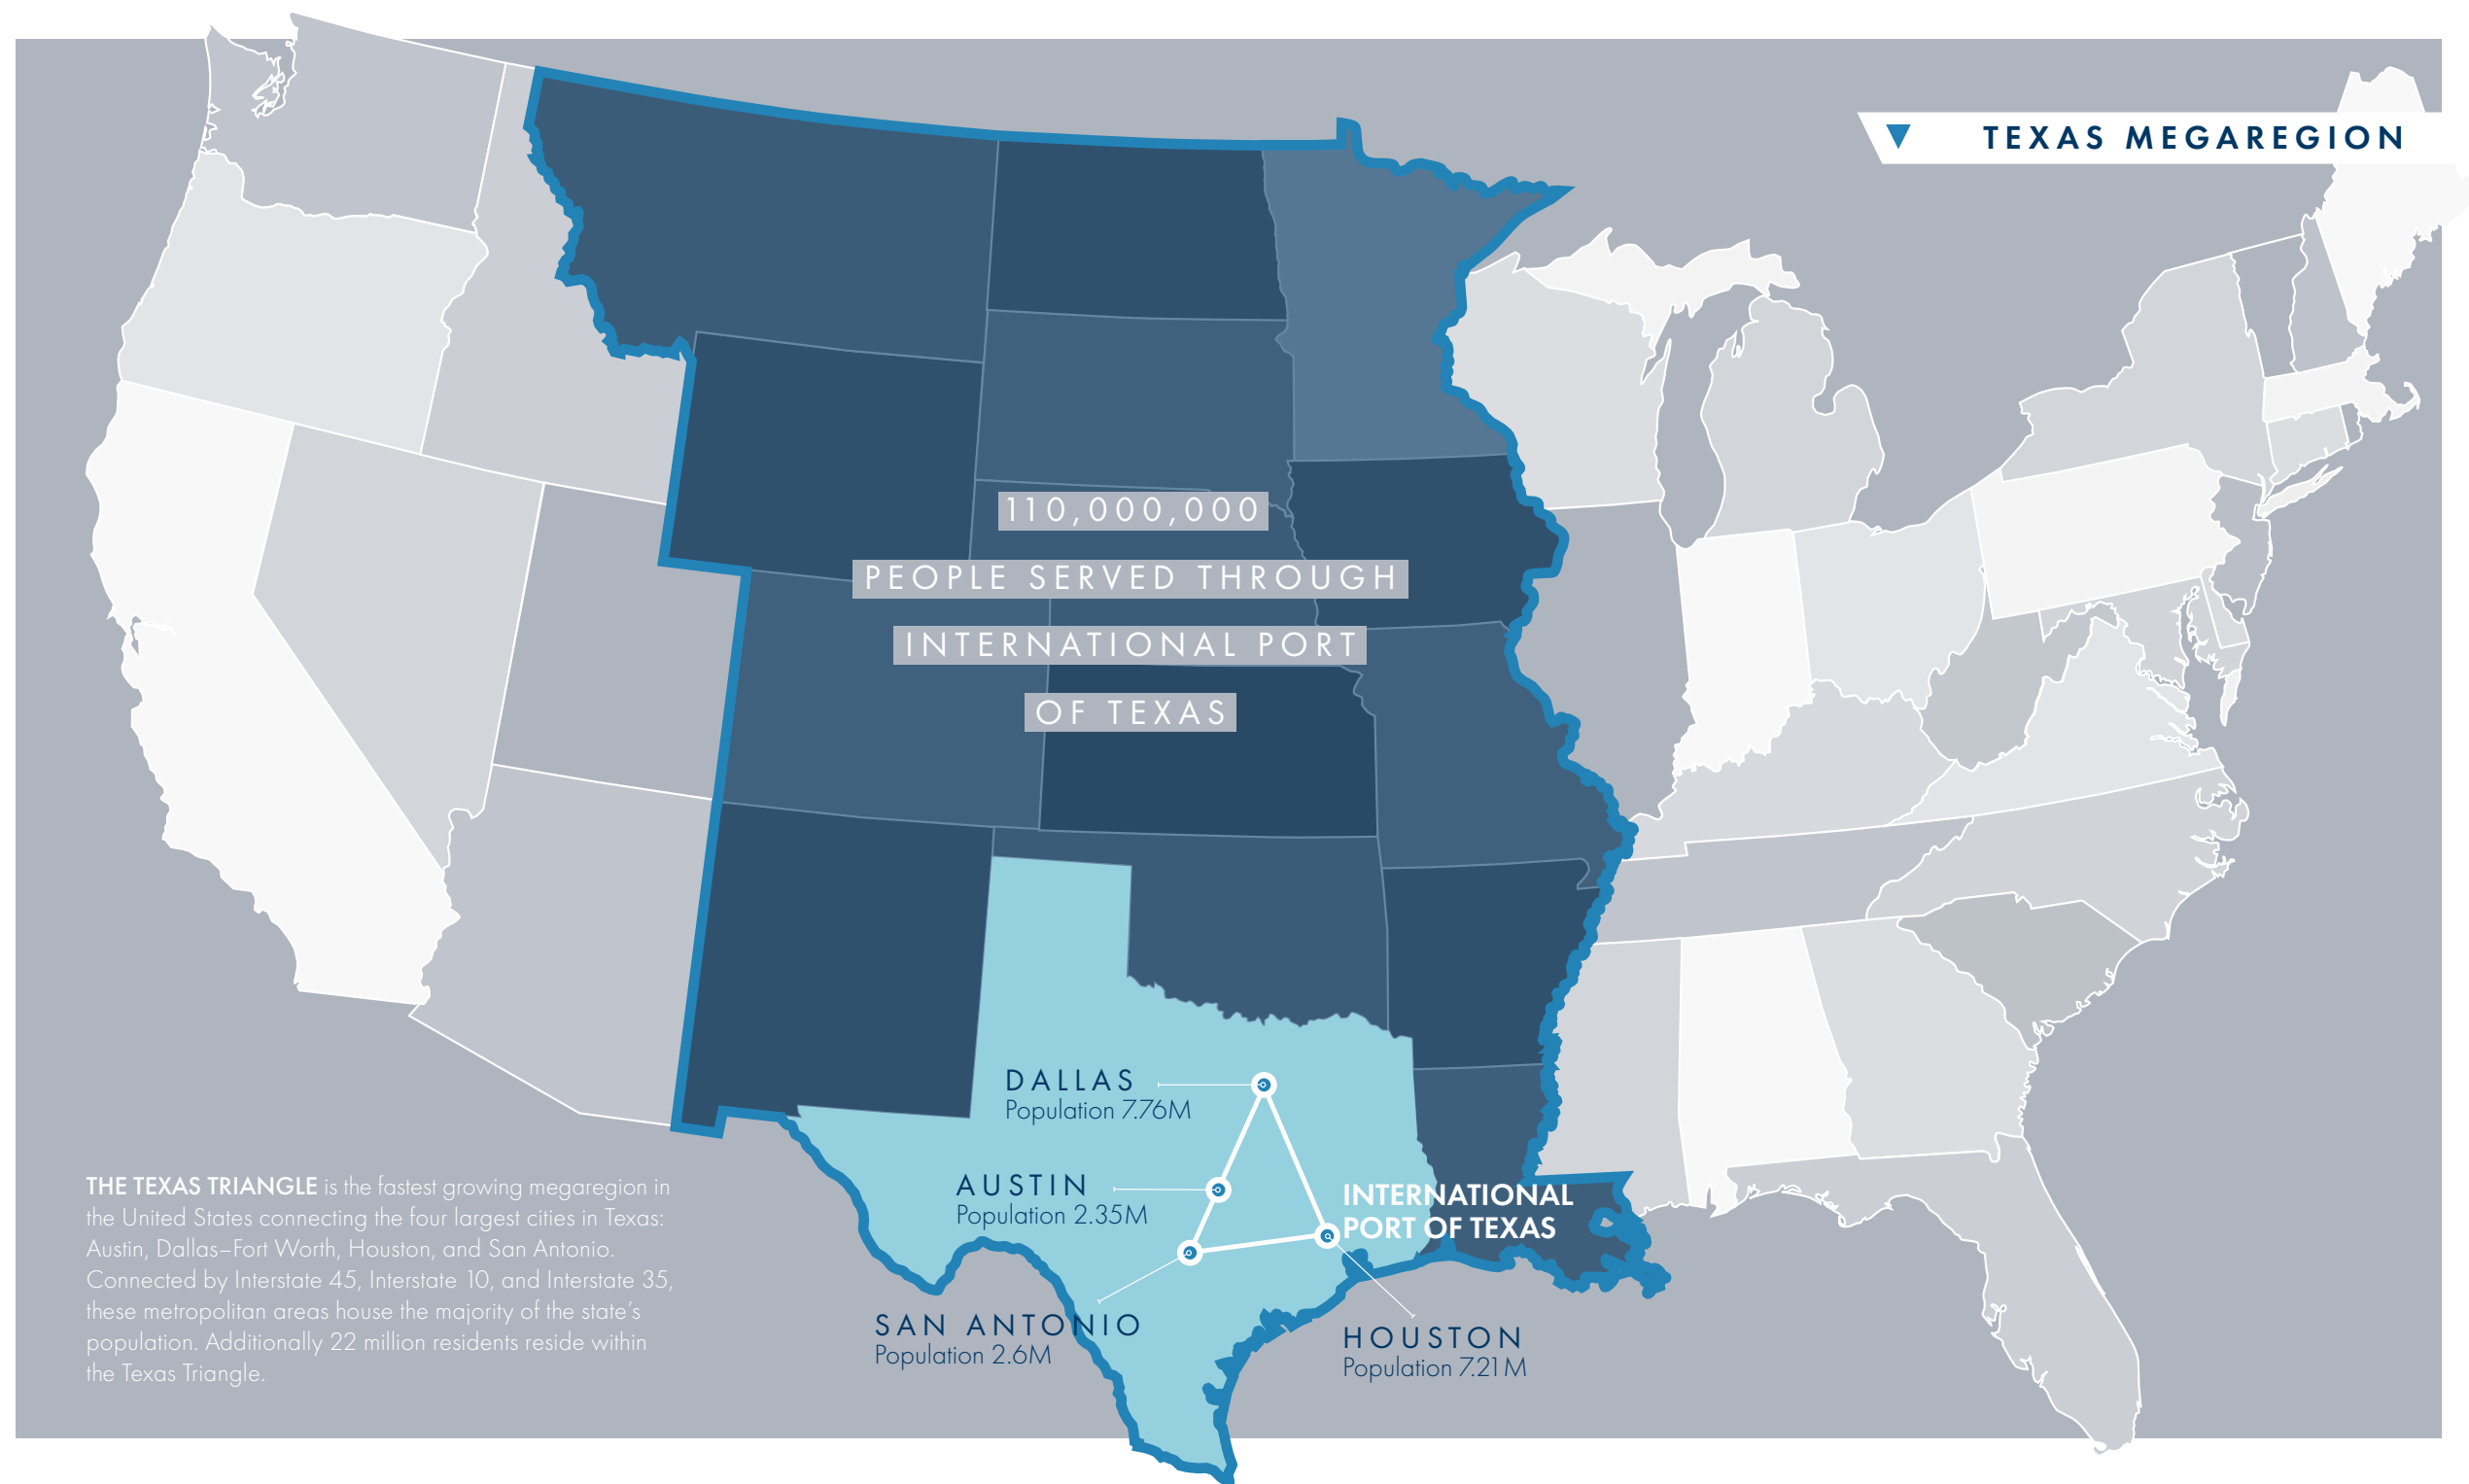 TEXAS MEGAREGION
110,000,000
PEOPLE SERVED THROUGH
INTERNATIONAL PORT
OF TEXAS
DALLAS
Population 7.76M
AUSTIN
Population 2.35M
INTERNATIONAL
PORT OF TEXAS
SAN ANTONIO
Population 2.6M
HOUSTON
Population 7.21M
THE TEXAS TRIANGLE is the fastest growing megaregion in
the United States connecting the four largest cities in Texas:
Austin, Dallas–Fort Worth, Houston, and San Antonio.
Connected by Interstate 45, Interstate 10, and Interstate 35,
these metropolitan areas house the majority of the state's
population. Additionally 22 million residents reside within
the Texas Triangle.